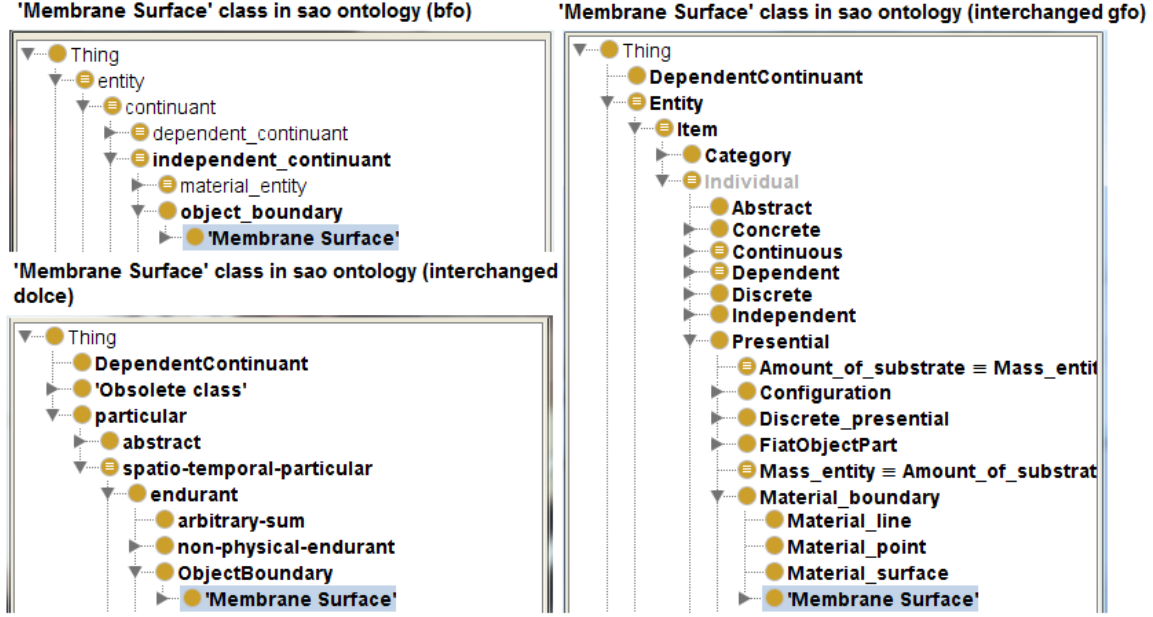 'Membrane Surface' class in sao ontology (bfo)
Thing
entity
continuant
dependent_continuant
independent_continuant
material_entity
object_boundary
'Membrane Surface'
'Membrane Surface' class in sao ontology (interchanged
dolce)
Thing
DependentContinuant
'Obsolete class'
particular
abstract
spatio-temporal-particular
endurant
arbitrary-sum
non-physical-endurant
ObjectBoundary
'Membrane Surface'
'Membrane Surface' class in sao ontology (interchanged gfo)
Thing
DependentContinuant
Entity
Item
Category
Individual
Abstract
Concrete
Continuous
Dependent
Discrete
Independent
Presential
Amount_of_substrate ≡ Mass_entit
Configuration
Discrete_presential
FiatObjectPart
Mass_entity ≡ Amount_of_substrat
Material_boundary
Material_line
Material_point
Material_surface
'Membrane Surface'